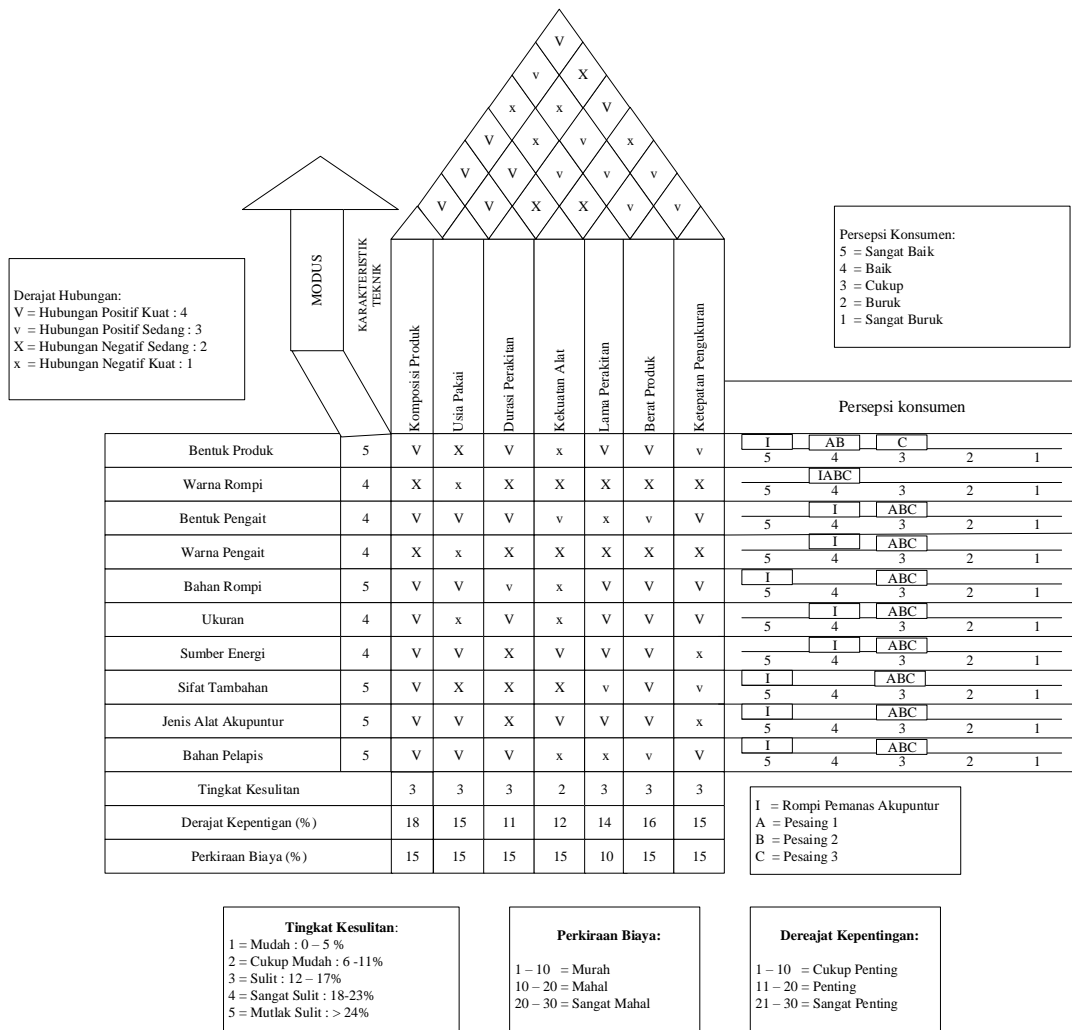 V
v X
x x V
V x v x
V V v v v
V V X X v v
MODUS
KARAKTERISTIK
TEKNIK
Derajat Hubungan:
V = Hubungan Positif Kuat : 4
v = Hubungan Positif Sedang : 3
X = Hubungan Negatif Sedang : 2
x = Hubungan Negatif Kuat : 1
Persepsi Konsumen:
5 = Sangat Baik
4 = Baik
3 = Cukup
2 = Buruk
1 = Sangat Buruk
Komposisi Produk
Usia Pakai
Durasi Perakitan
Kekuatan Alat
Lama Perakitan
Berat Produk
Ketepatan Pengukuran
Persepsi konsumen
Bentuk Produk 5 V X V x V V v I AB C
5 4 3 2 1
Warna Rompi 4 X x X X X X X IABC
5 4 3 2 1
Bentuk Pengait 4 V V V v x v V I ABC
5 4 3 2 1
Warna Pengait 4 X x X X X X X I ABC
5 4 3 2 1
Bahan Rompi 5 V V v x V V V I ABC
5 4 3 2 1
Ukuran 4 V x V x V V V I ABC
5 4 3 2 1
Sumber Energi 4 V V X V V V x I ABC
5 4 3 2 1
Sifat Tambahan 5 V X X X v V v I ABC
5 4 3 2 1
Jenis Alat Akupuntur 5 V V X V V V x I ABC
5 4 3 2 1
Bahan Pelapis 5 V V V x x v V I ABC
5 4 3 2 1
Tingkat Kesulitan 3 3 3 2 3 3 3
Derajat Kepentigan (%) 18 15 11 12 14 16 15
Perkiraan Biaya (%) 15 15 15 15 10 15 15
I = Rompi Pemanas Akupuntur
A = Pesaing 1
B = Pesaing 2
C = Pesaing 3
Tingkat Kesulitan:
1 = Mudah : 0 – 5 %
2 = Cukup Mudah : 6 -11%
3 = Sulit : 12 – 17%
4 = Sangat Sulit : 18-23%
5 = Mutlak Sulit : > 24%
Perkiraan Biaya:
1 – 10 = Murah
10 – 20 = Mahal
20 – 30 = Sangat Mahal
Dereajat Kepentingan:
1 – 10 = Cukup Penting
11 – 20 = Penting
21 – 30 = Sangat Penting